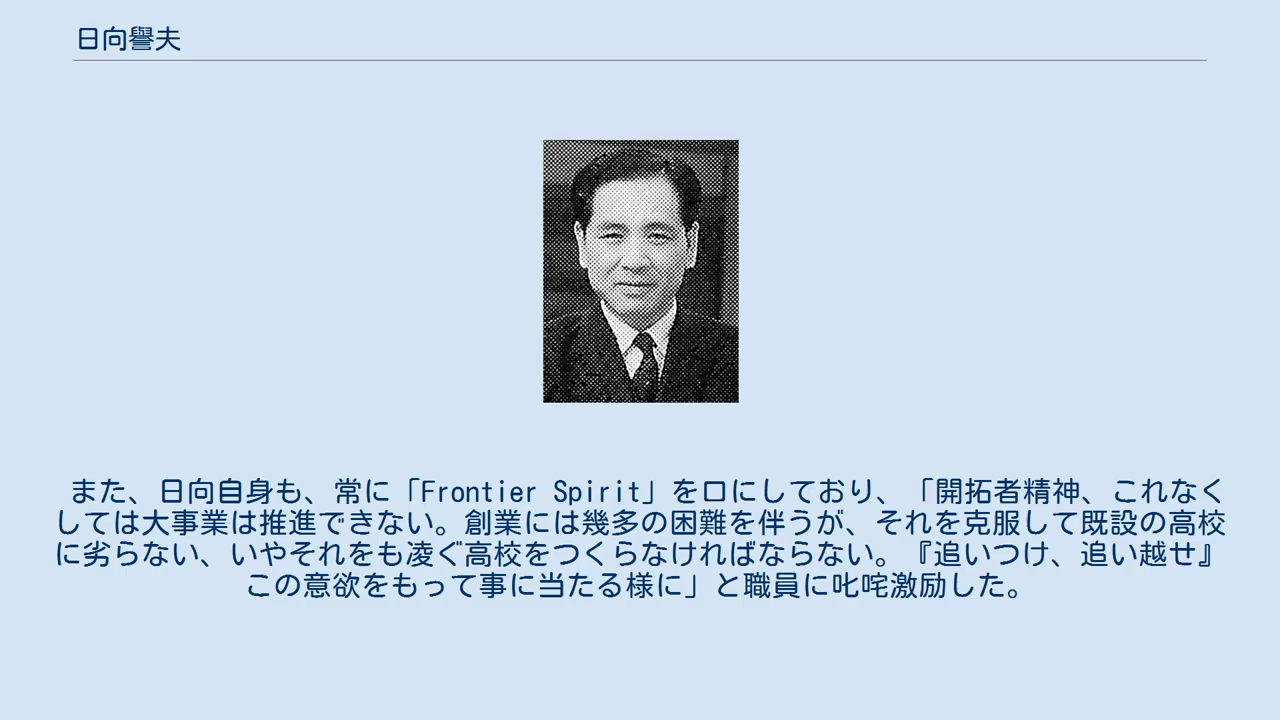 日向譽夫
また、日向自身も、常に「Frontier Spirit」を口にしており、「開拓者精神、これなく
しては大事業は推進できない。創業には幾多の困難を伴うが、それを克服して既設の高校
に劣らない、いやそれをも凌ぐ高校をつくらなければならない。『追いつけ、追い越せ』
この意欲をもって事に当たる様に」と職員に叱咤激励した。